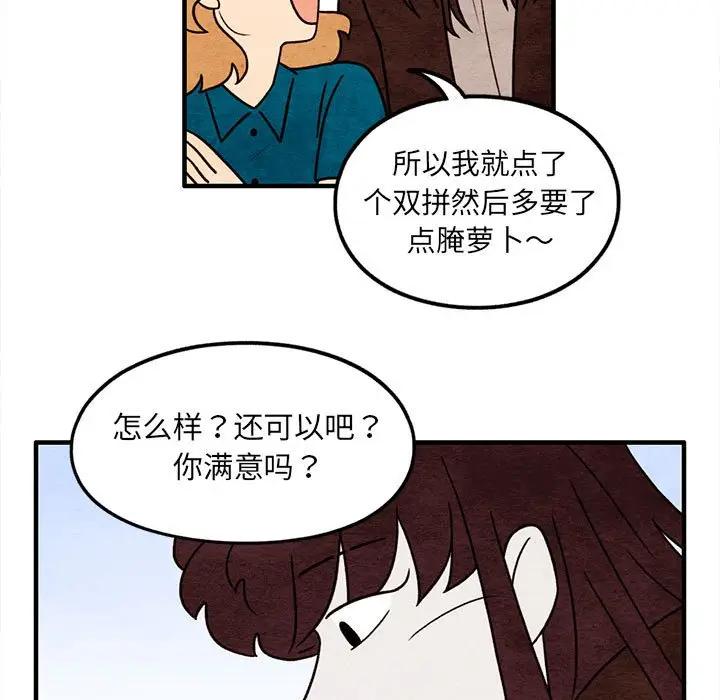 所以我就点了
个双拼然后多要了
点腌萝卜～
怎么样？还可以吧？
你满意吗？